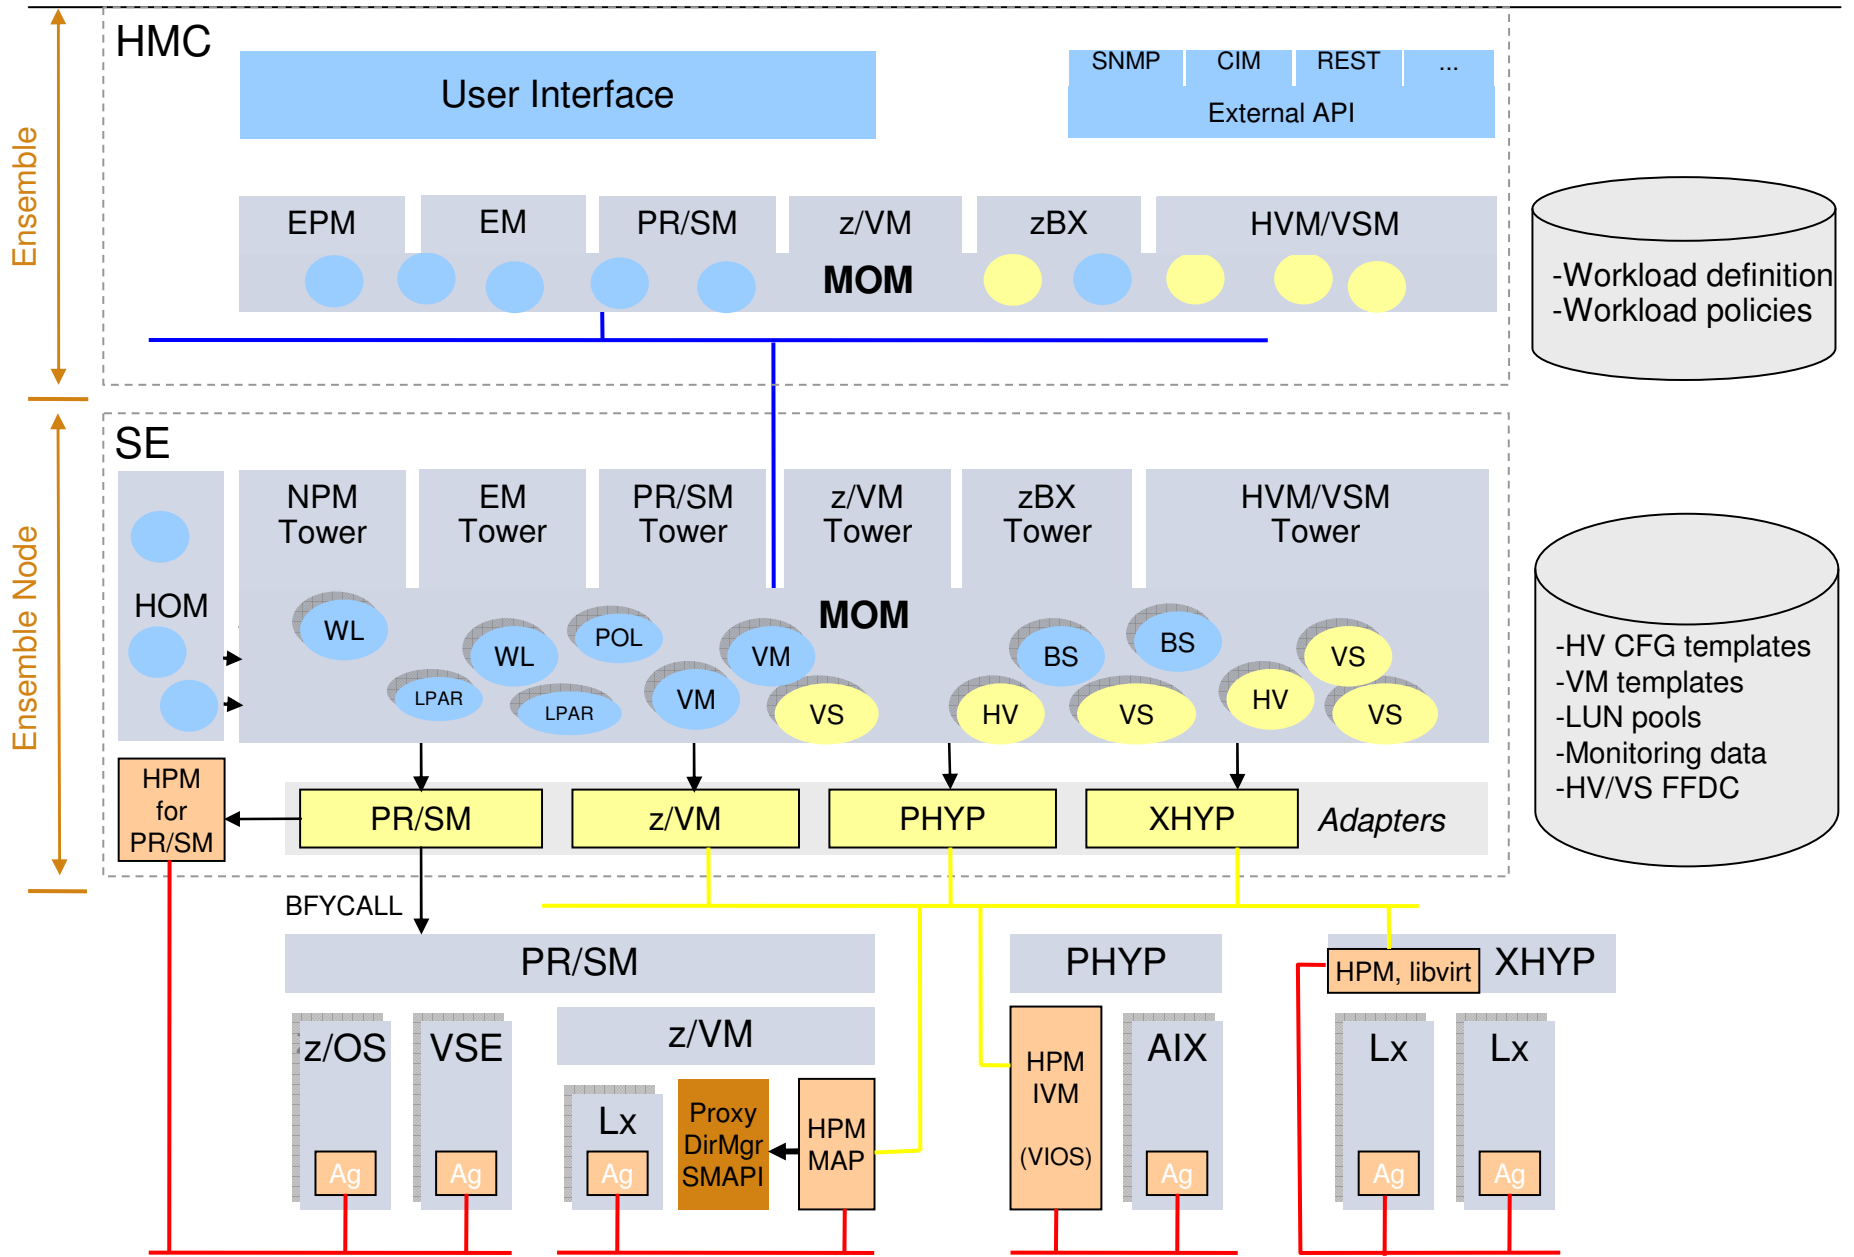 HMC
User Interface
SNMP
CIM
REST
...
External API
Ensemble
EPM
EM
PR/SM
z/VM
zBX
HVM/VSM
MOM
-Workload definition
-Workload policies
SE
Ensemble Node
HOM
NPM
Tower
EM
Tower
PR/SM
Tower
z/VM
Tower
zBX
Tower
HVM/VSM
Tower
MOM
WL
WL
POL
VM
LPAR
LPAR
VM
VS
BS
BS
VS
HV
VS
HV
VS
-HV CFG templates
-VM templates
-LUN pools
-Monitoring data
-HV/VS FFDC
HPM
for
PR/SM
PR/SM
z/VM
PHYP
XHYP
Adapters
BFYCALL
PR/SM
PHYP
HPM, libvirt
XHYP
z/OS
Ag
VSE
Ag
z/VM
Lx
Ag
Proxy
DirMgr
SMAPI
HPM
MAP
HPM
IVM
(VIOS)
AIX
Ag
Lx
Ag
Lx
Ag